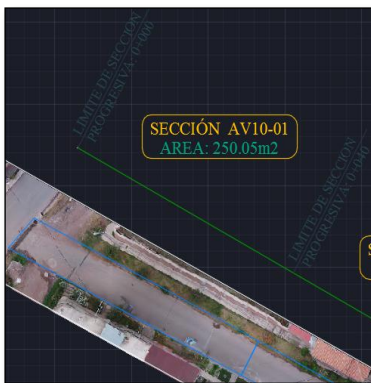 LIMITE DE SECCION
PROGRESIVA: 0+000
SECCIÓN AV10-01
AREA: 250.05m2
LIMITE DE SECCION
PROGRESIVA: 0+040
S